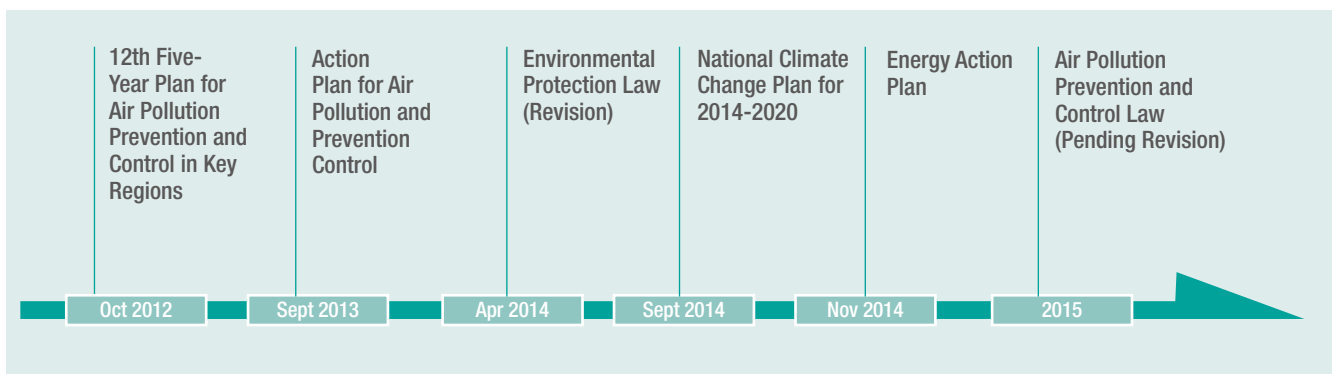 12th Five-
Year Plan for
Air Pollution
Prevention and
Control in Key
Regions
Action
Plan for Air
Pollution and
Prevention
Control
Environmental
Protection Law
(Revision)
National Climate
Change Plan for
2014-2020
Energy Action
Plan
Air Pollution
Prevention and
Control Law
(Pending Revision)
Oct 2012
Sept 2013
Apr 2014
Sept 2014
Nov 2014
2015